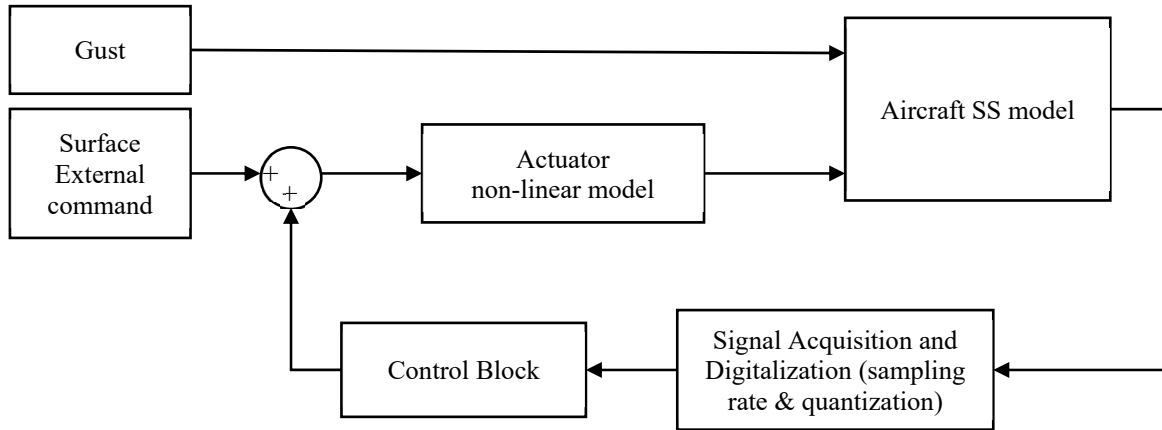 Gust
Surface
External
command
+
+
Actuator
non-linear model
Aircraft SS model
Control Block
Signal Acquisition and
Digitalization (sampling
rate & quantization)